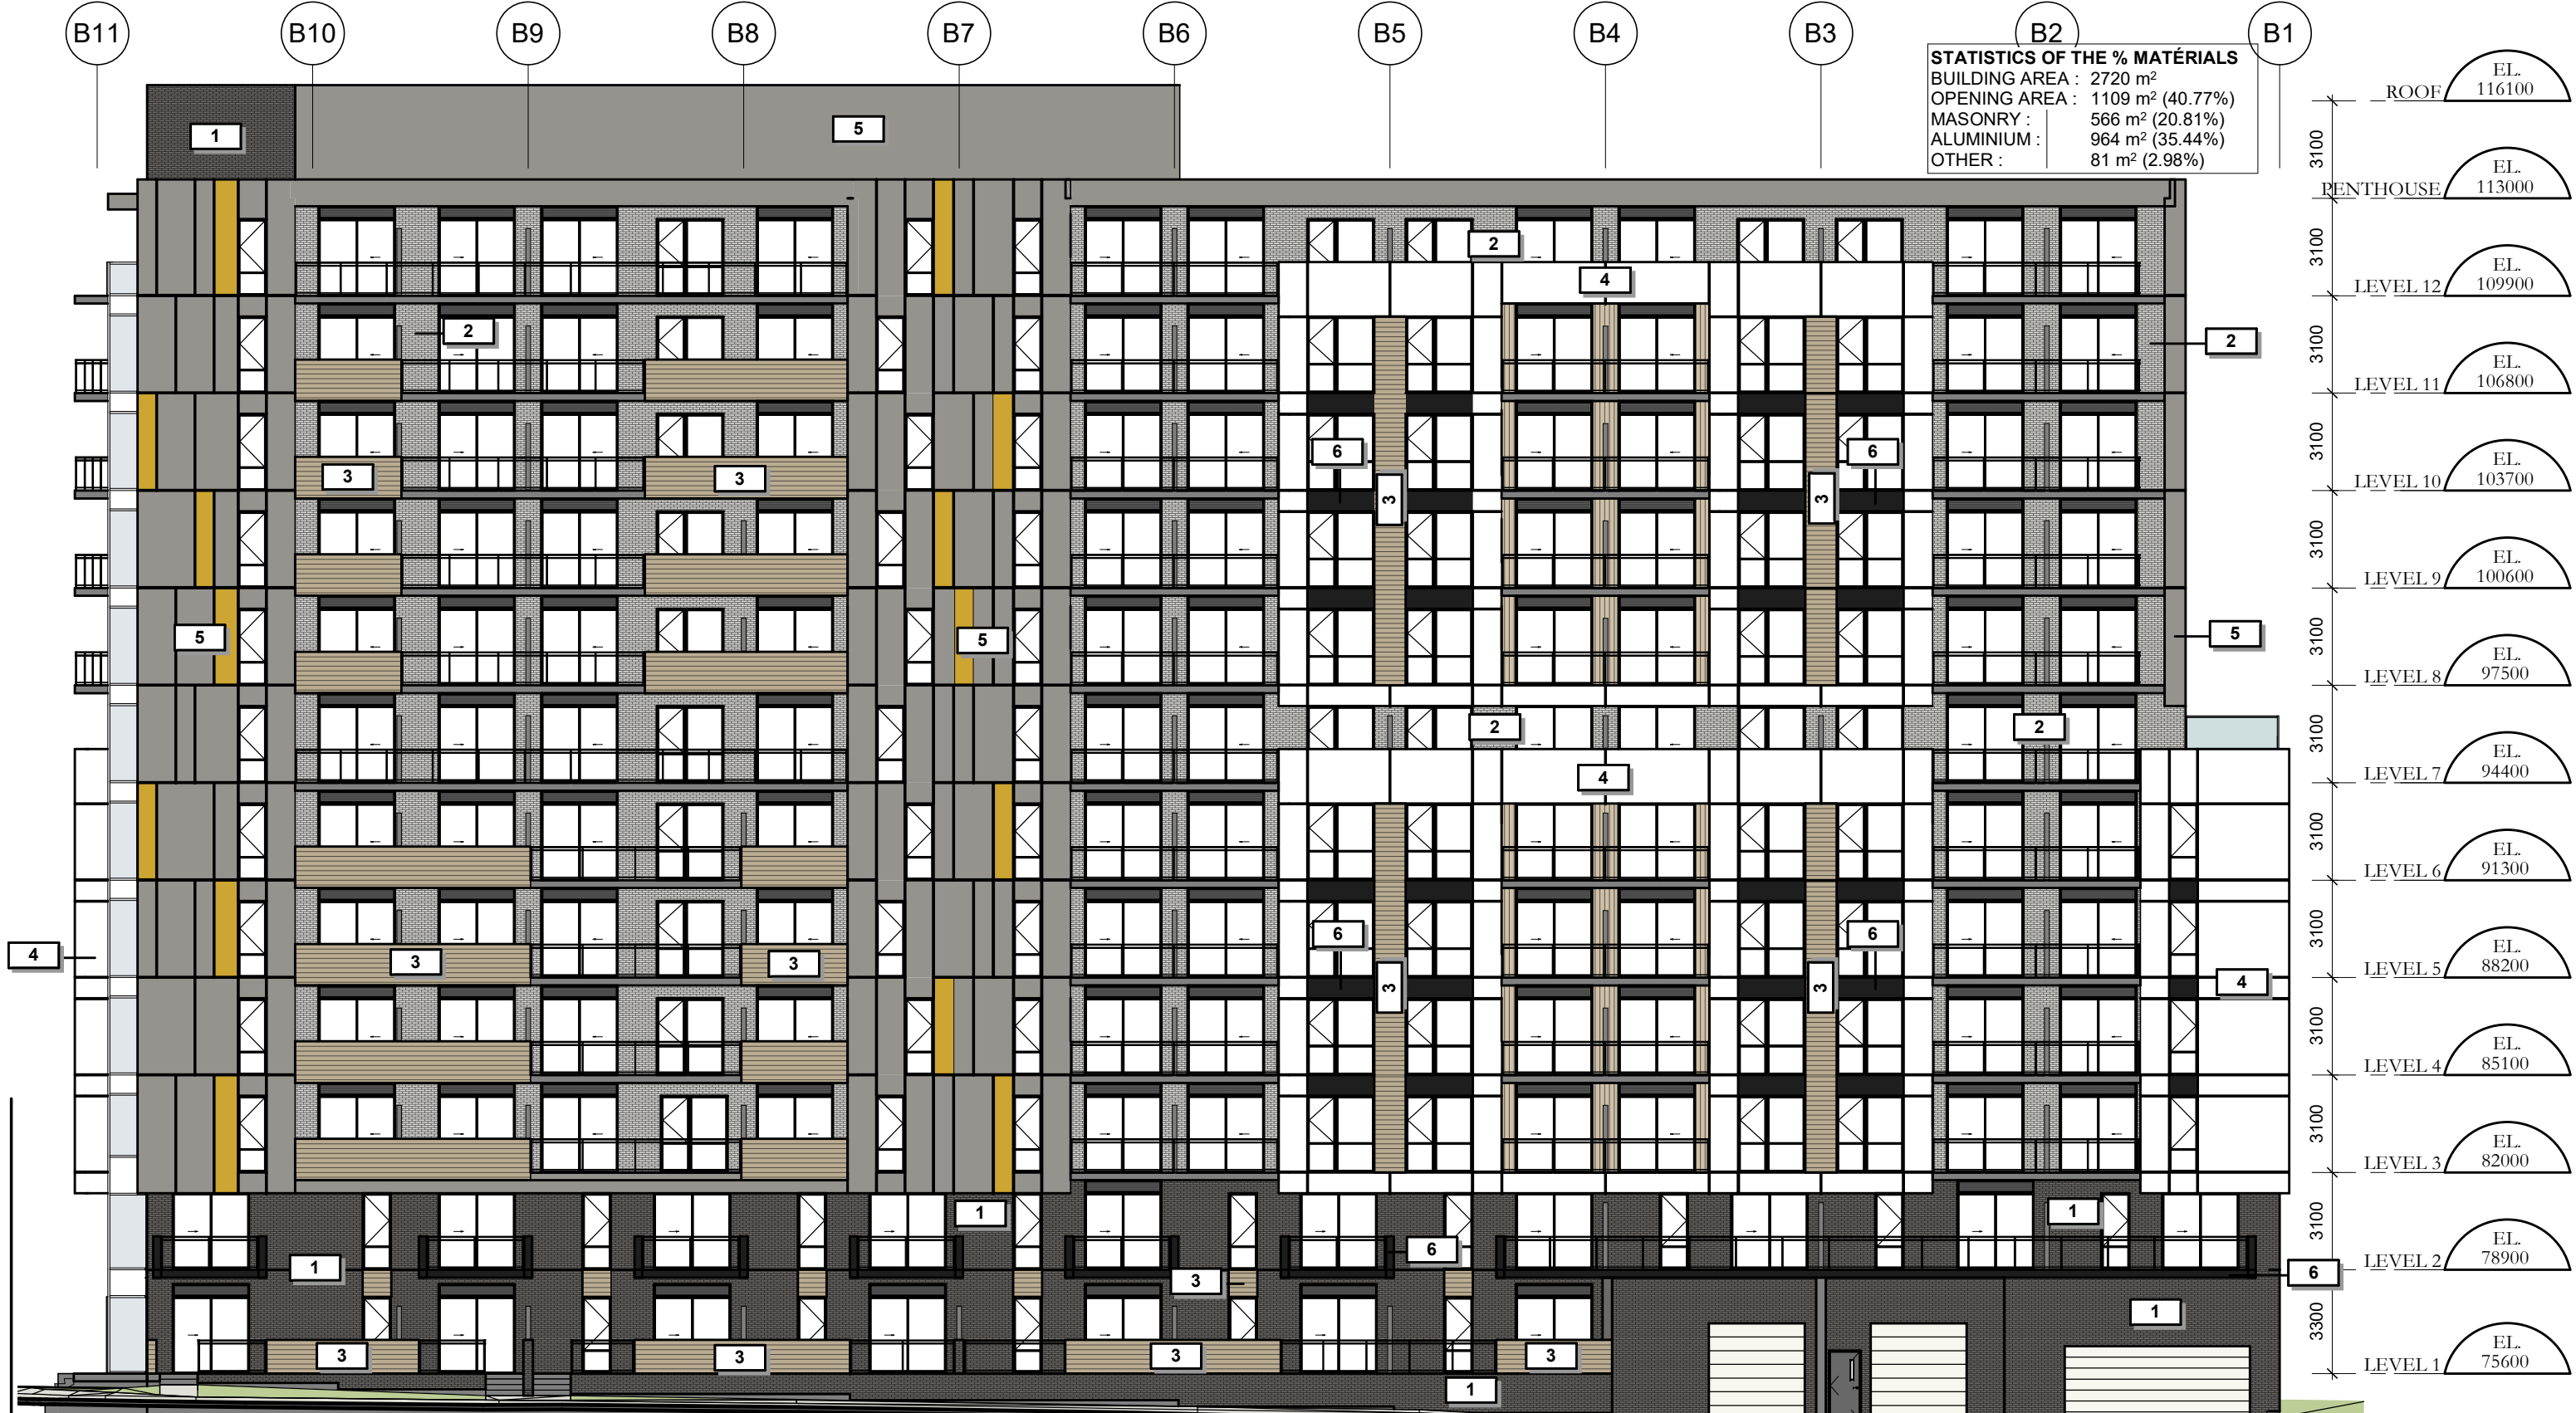 B11 B10 B9 B8 B7 B6 B5 B4 B3 B2 B1
STATISTICS OF THE % MATÉRIALS
BUILDING AREA : 2720 m²
OPENING AREA : 1109 m² (40.77%)
MASONRY : 566 m² (20.81%)
ALUMINIUM : 964 m² (35.44%)
OTHER : 81 m² (2.98%)
ROOF EL. 116100
3100
PENTHOUSE EL. 113000
3100
LEVEL 12 EL. 109900
3100
LEVEL 11 EL. 106800
3100
LEVEL 10 EL. 103700
3100
LEVEL 9 EL. 100600
3100
LEVEL 8 EL. 97500
3100
LEVEL 7 EL. 94400
3100
LEVEL 6 EL. 91300
3100
LEVEL 5 EL. 88200
3100
LEVEL 4 EL. 85100
3100
LEVEL 3 EL. 82000
3100
LEVEL 2 EL. 78900
3300
LEVEL 1 EL. 75600
1 5
2
4
2 2
6 6
3 3
3 3
5 5 5
2 2
4
6 6
4 3 3
3 3 4
1 1
6
1 3 6
1
3 3 3 3
1